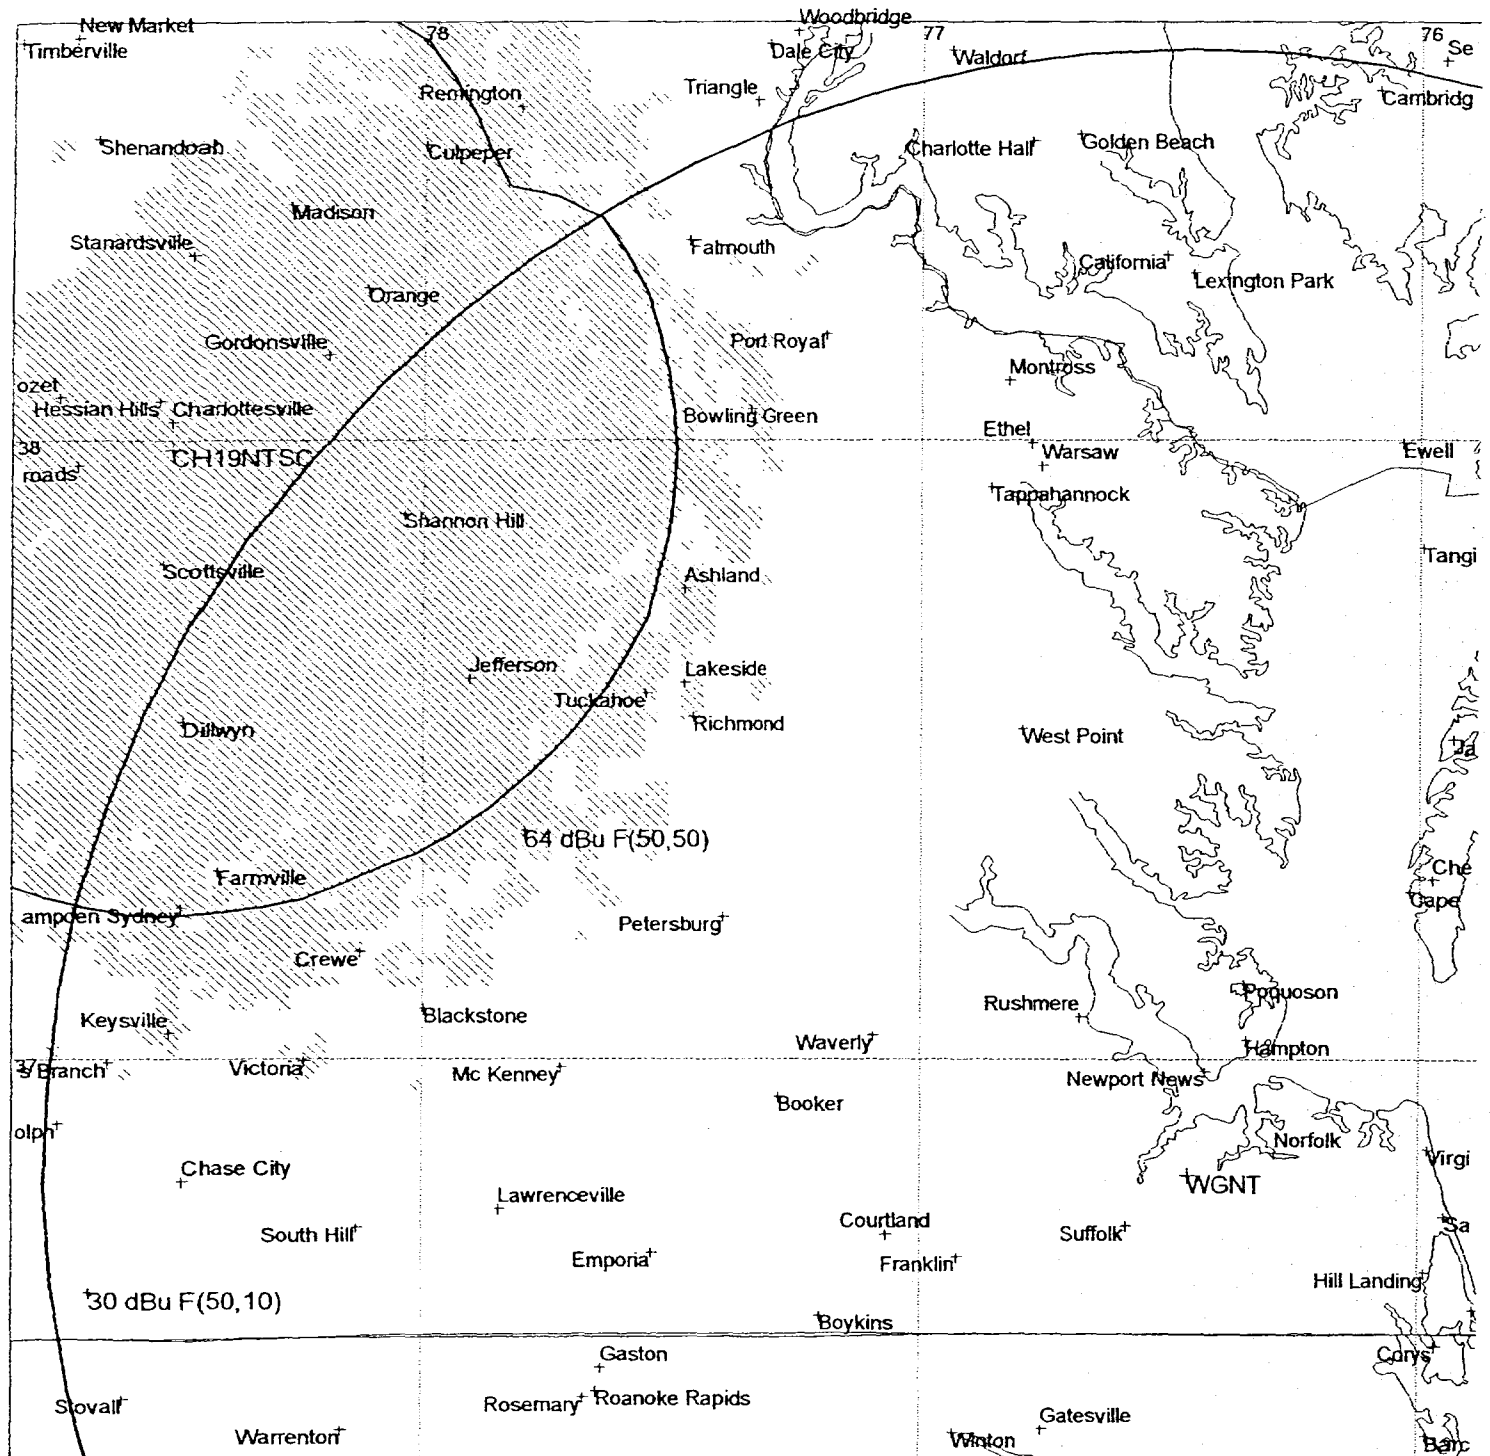 New Market
Woodbridge
78
77
76
Se
Timberville
Dale City
Waldorf
Triangle
Remington
Cambridg
Shenandoah
Culpeper
Charlotte Hall
Golden Beach
Madison
Stanardsville
Falmouth
California
Lexington Park
Orange
Gordonsville
Port Royal
Montross
ozet
Hessian Hills
Charlottesville
Bowling Green
Ethel
38
CH19NTSC
Warsaw
Ewell
roads
Tappahannock
Shannon Hill
Tangi
Scottsville
Ashland
Jefferson
Lakeside
Tuckahoe
Richmond
Dillwyn
West Point
Ja
64 dBu F(50,50)
Farmville
Che
Cape
ampden Sydney
Petersburg
Crewe
Poquoson
Rushmere
Keysville
Blackstone
Waverly
Hampton
37
s Branch
Victoria
Mc Kenney
Newport News
Booker
olph
Norfolk
Virgi
Chase City
WGNT
Lawrenceville
Courtland
South Hill
Suffolk
Sa
Emporia
Franklin
Hill Landing
30 dBu F(50,10)
Boykins
Gaston
Corys
Stovall
Rosemary
Roanoke Rapids
Gatesville
Warrenton
Winton
Barc